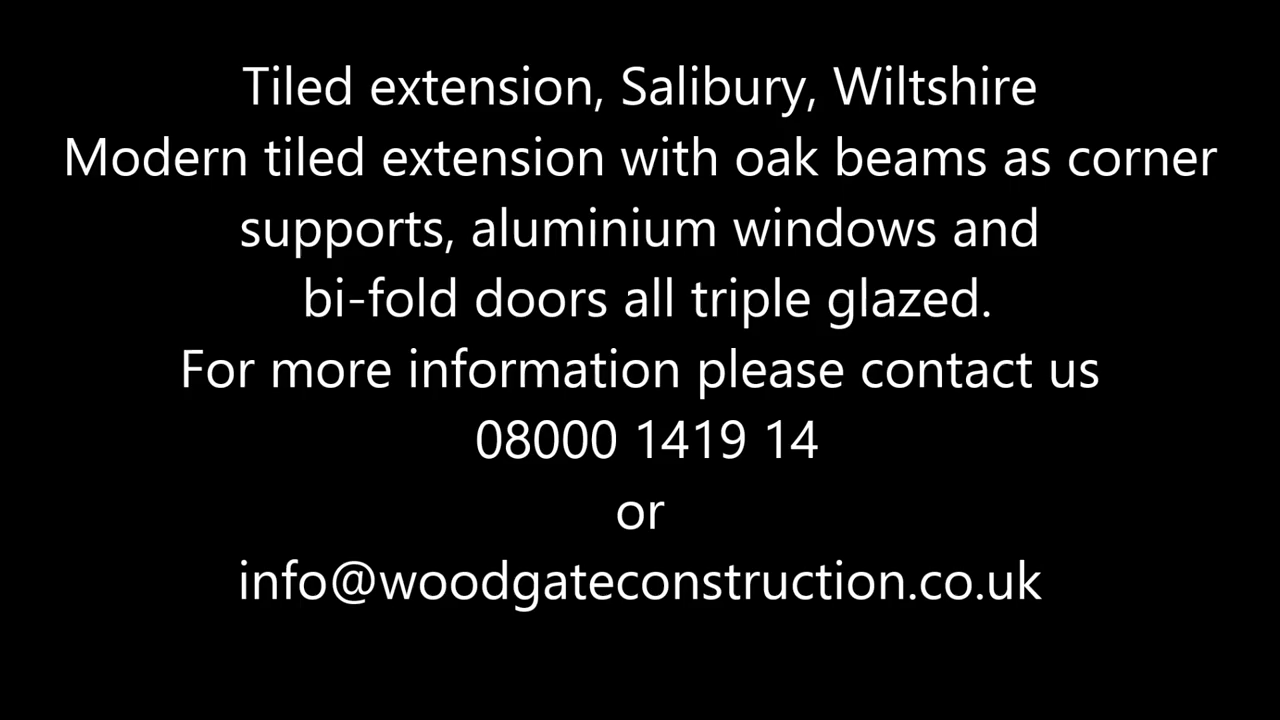 Tiled extension, Salibury, Wiltshire
Modern tiled extension with oak beams as corner
supports, aluminium windows and
bi-fold doors all triple glazed.
For more information please contact us
08000 1419 14
or
info@woodgateconstruction.co.uk